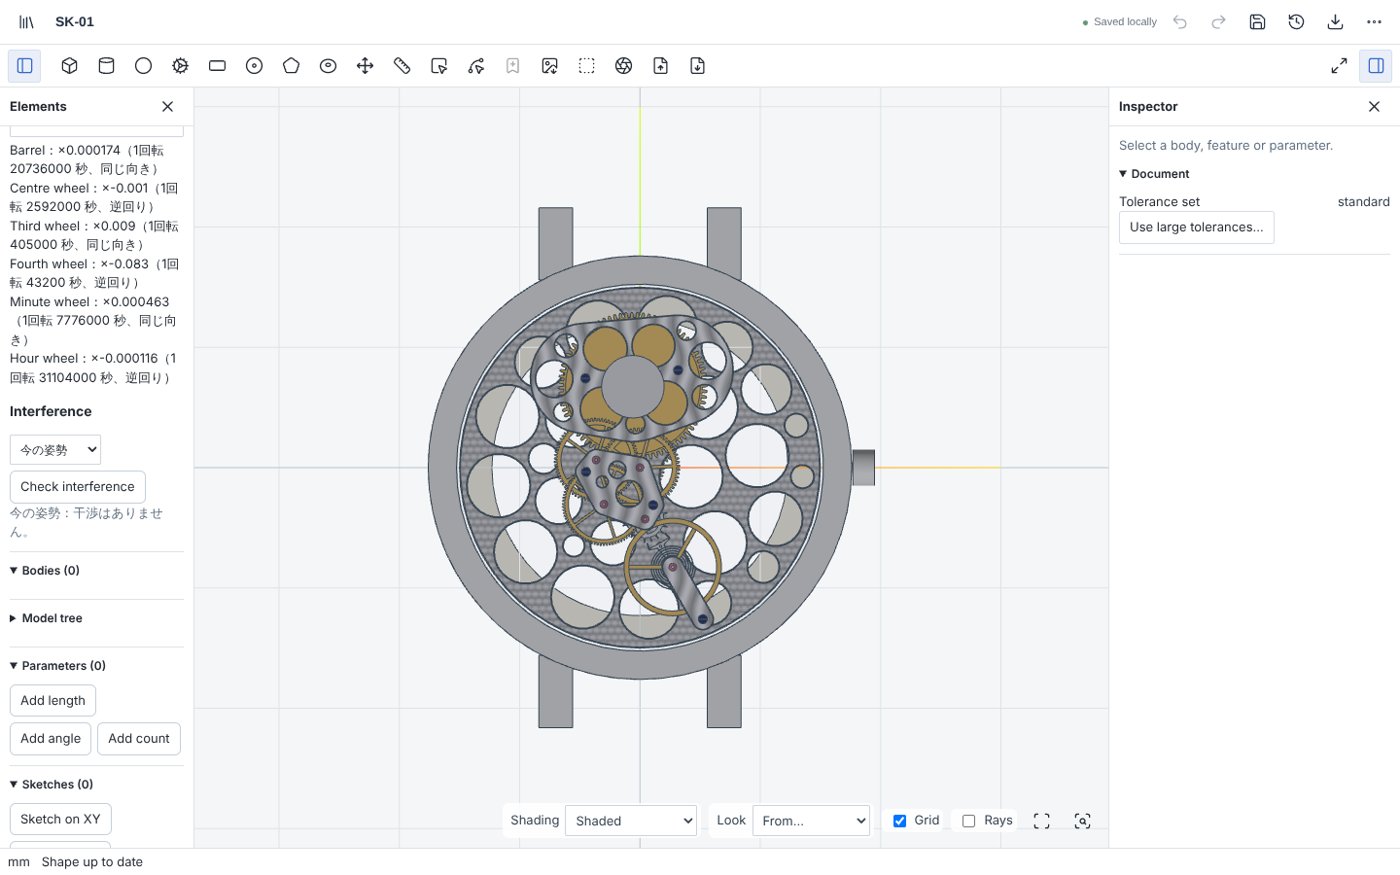 SK-01
Saved locally
Elements
Inspector
Barrel：×0.000174（1回転
20736000 秒、同じ向き）
Centre wheel：×-0.001（1回
転 2592000 秒、逆回り）
Third wheel：×0.009（1回転
405000 秒、同じ向き）
Fourth wheel：×-0.083（1回
転 43200 秒、逆回り）
Minute wheel：×0.000463
（1回転 7776000 秒、同じ向
き）
Hour wheel：×-0.000116（1
回転 31104000 秒、逆回り）
Interference
今の姿勢
Check interference
今の姿勢：干渉はありませ
ん。
Bodies (0)
Model tree
Parameters (0)
Add length
Add angle
Add count
Sketches (0)
Sketch on XY
Select a body, feature or parameter.
Document
Tolerance set
standard
Use large tolerances...
Shading
Shaded
Look
From...
Grid
Rays
mm
Shape up to date